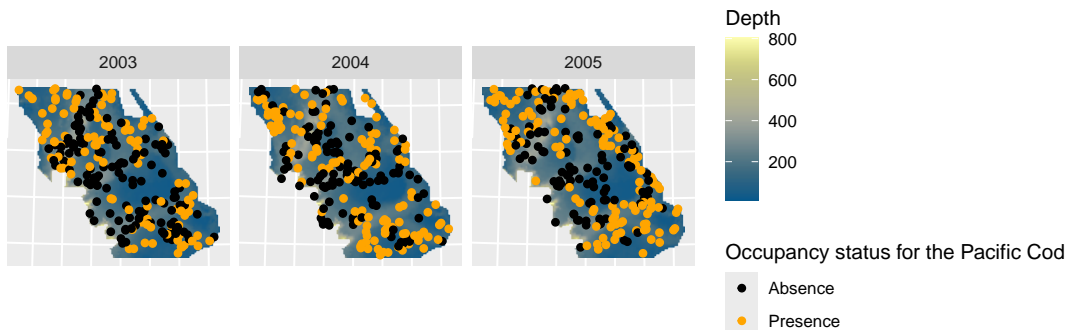 2003
2004
2005
Depth
800
600
400
200
Occupancy status for the Pacific Cod
Absence
Presence